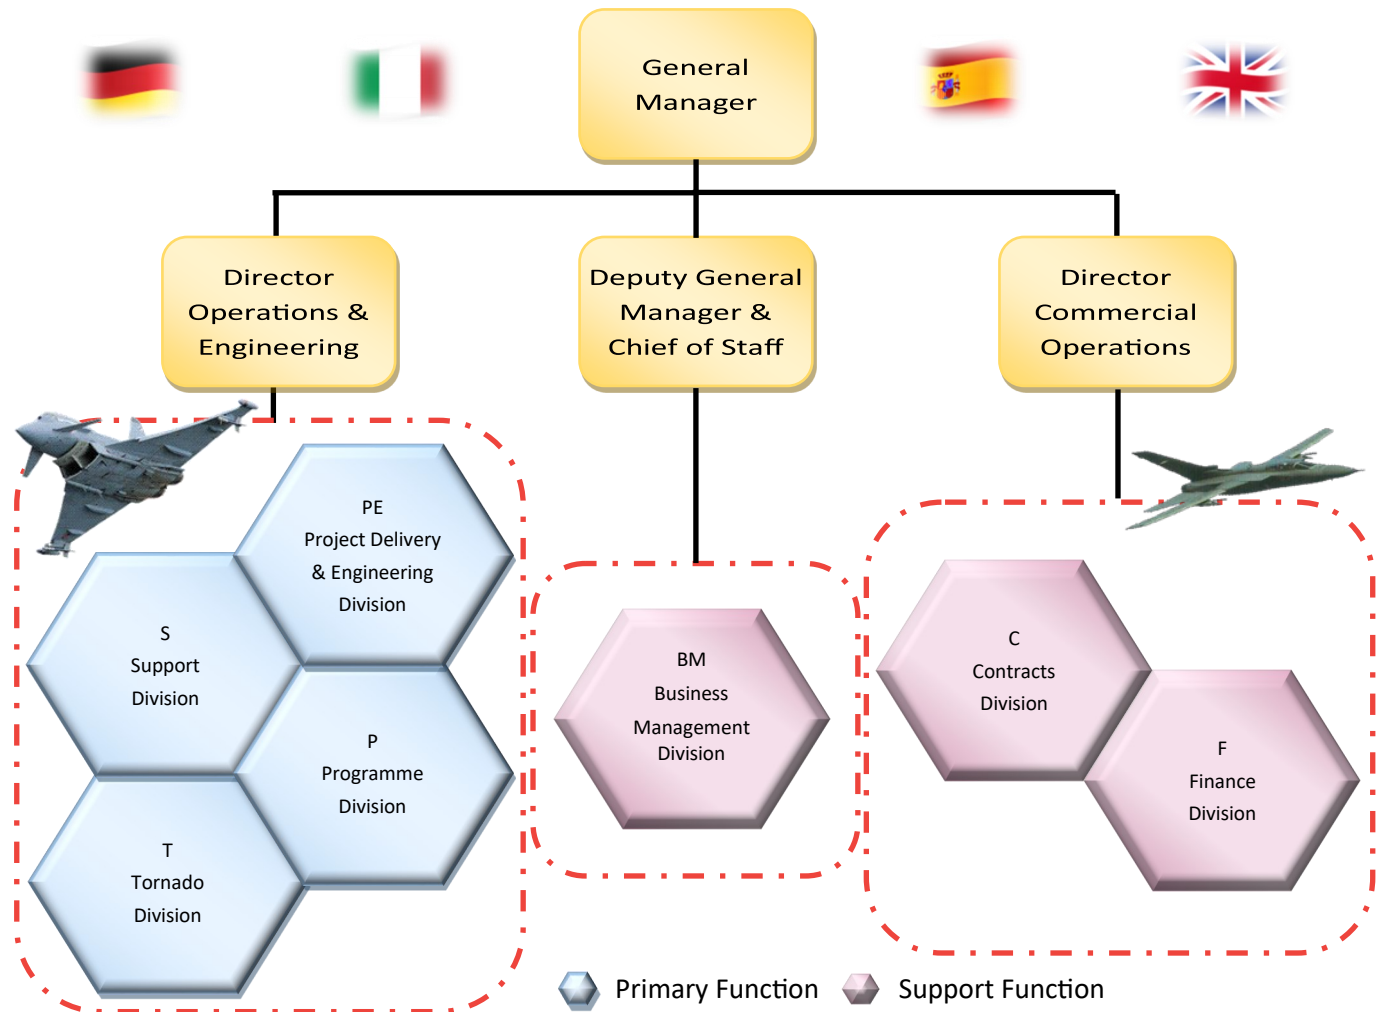 General
Manager
Director
Operations &
Engineering
Deputy General
Manager &
Chief of Staff
Director
Commercial
Operations
PE
Project Delivery
& Engineering
Division
S
Support
Division
P
Programme
Division
T
Tornado
Division
BM
Business
Management
Division
C
Contracts
Division
F
Finance
Division
Primary Function
Support Function